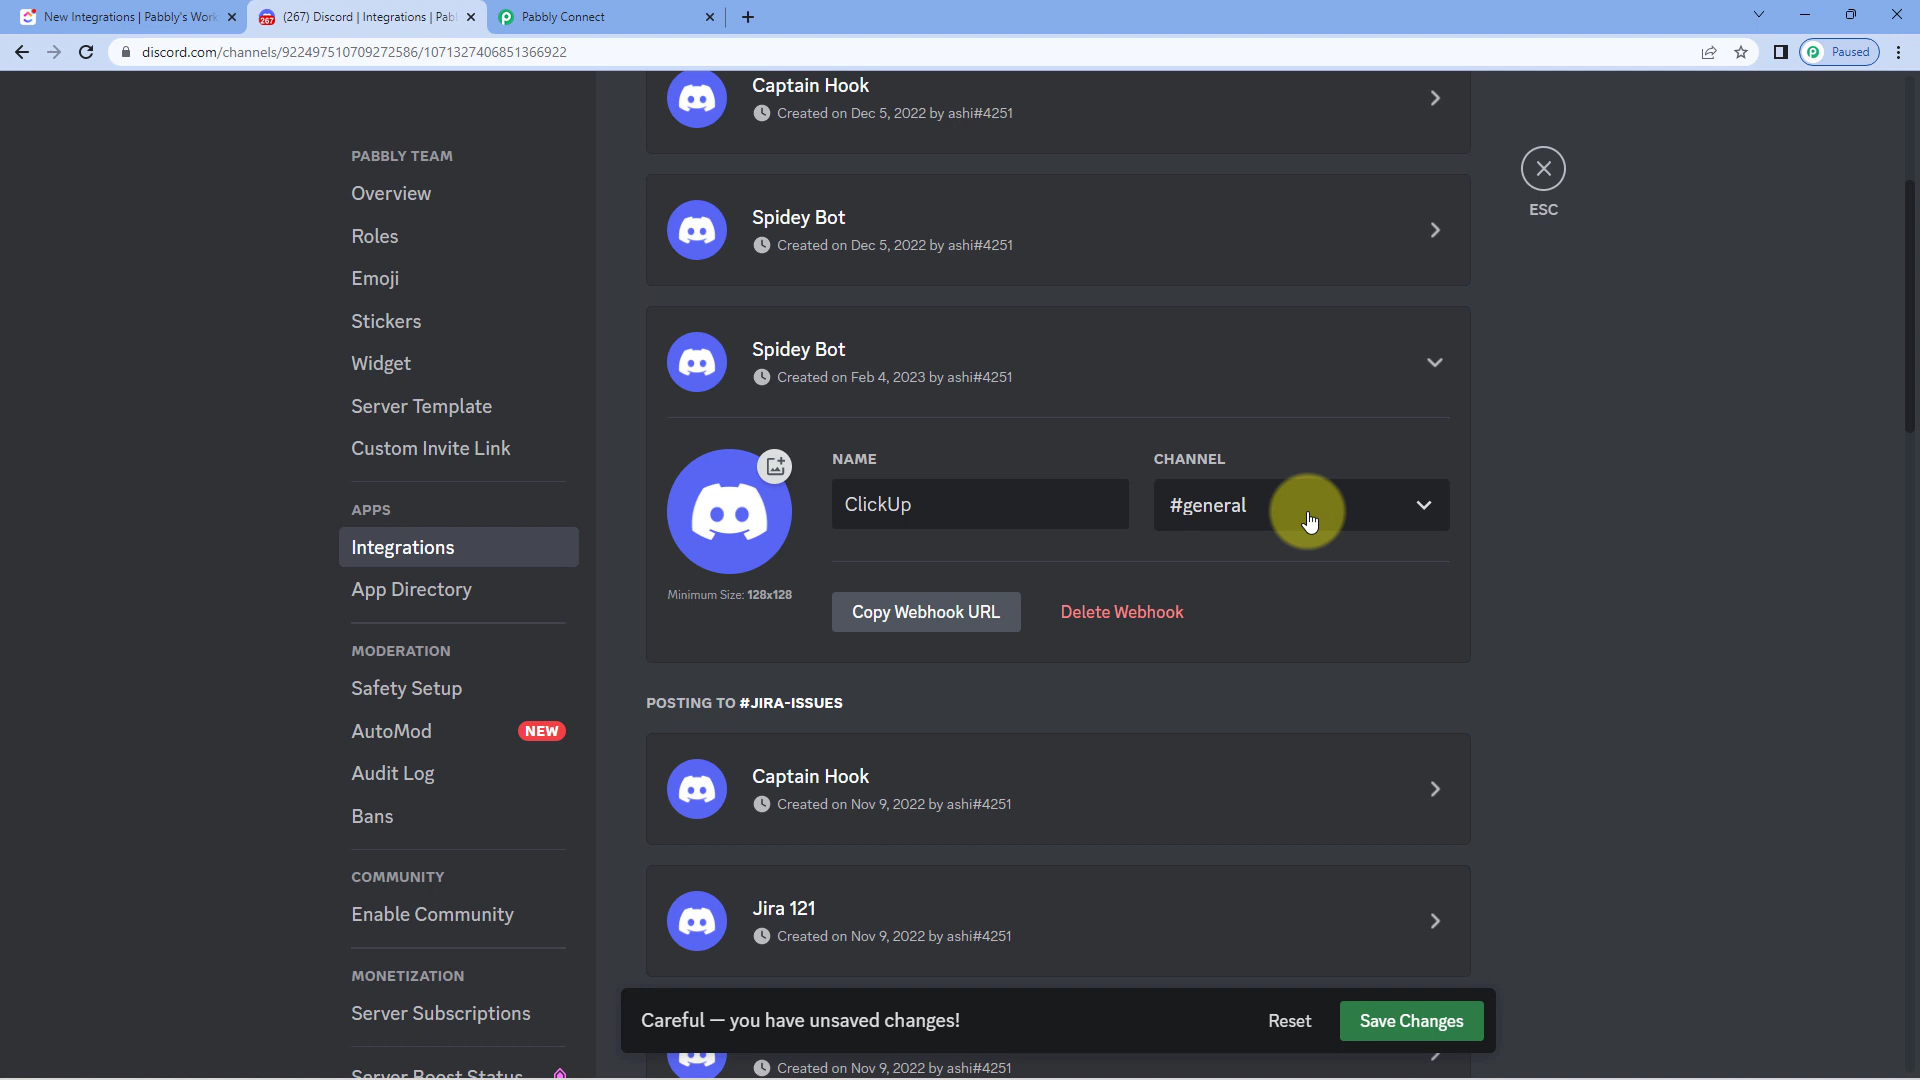 New Integrations | Pabbly's Work
(267) Discord | Integrations | Pabl
Pabbly Connect
discord.com/channels/922497510709272586/1071327406851366922
Paused
PABBLY TEAM
Overview
Roles
Emoji
Stickers
Widget
Server Template
Custom Invite Link
APPS
Integrations
App Directory
MODERATION
Safety Setup
AutoMod NEW
Audit Log
Bans
COMMUNITY
Enable Community
MONETIZATION
Server Subscriptions
Server Boost Status
Captain Hook
Created on Dec 5, 2022 by ashi#4251
Spidey Bot
Created on Dec 5, 2022 by ashi#4251
Spidey Bot
Created on Feb 4, 2023 by ashi#4251
Minimum Size: 128x128
NAME
ClickUp
CHANNEL
#general
Copy Webhook URL
Delete Webhook
POSTING TO #JIRA-ISSUES
Captain Hook
Created on Nov 9, 2022 by ashi#4251
Jira 121
Created on Nov 9, 2022 by ashi#4251
Careful — you have unsaved changes!
Reset
Save Changes
Created on Nov 9, 2022 by ashi#4251
ESC